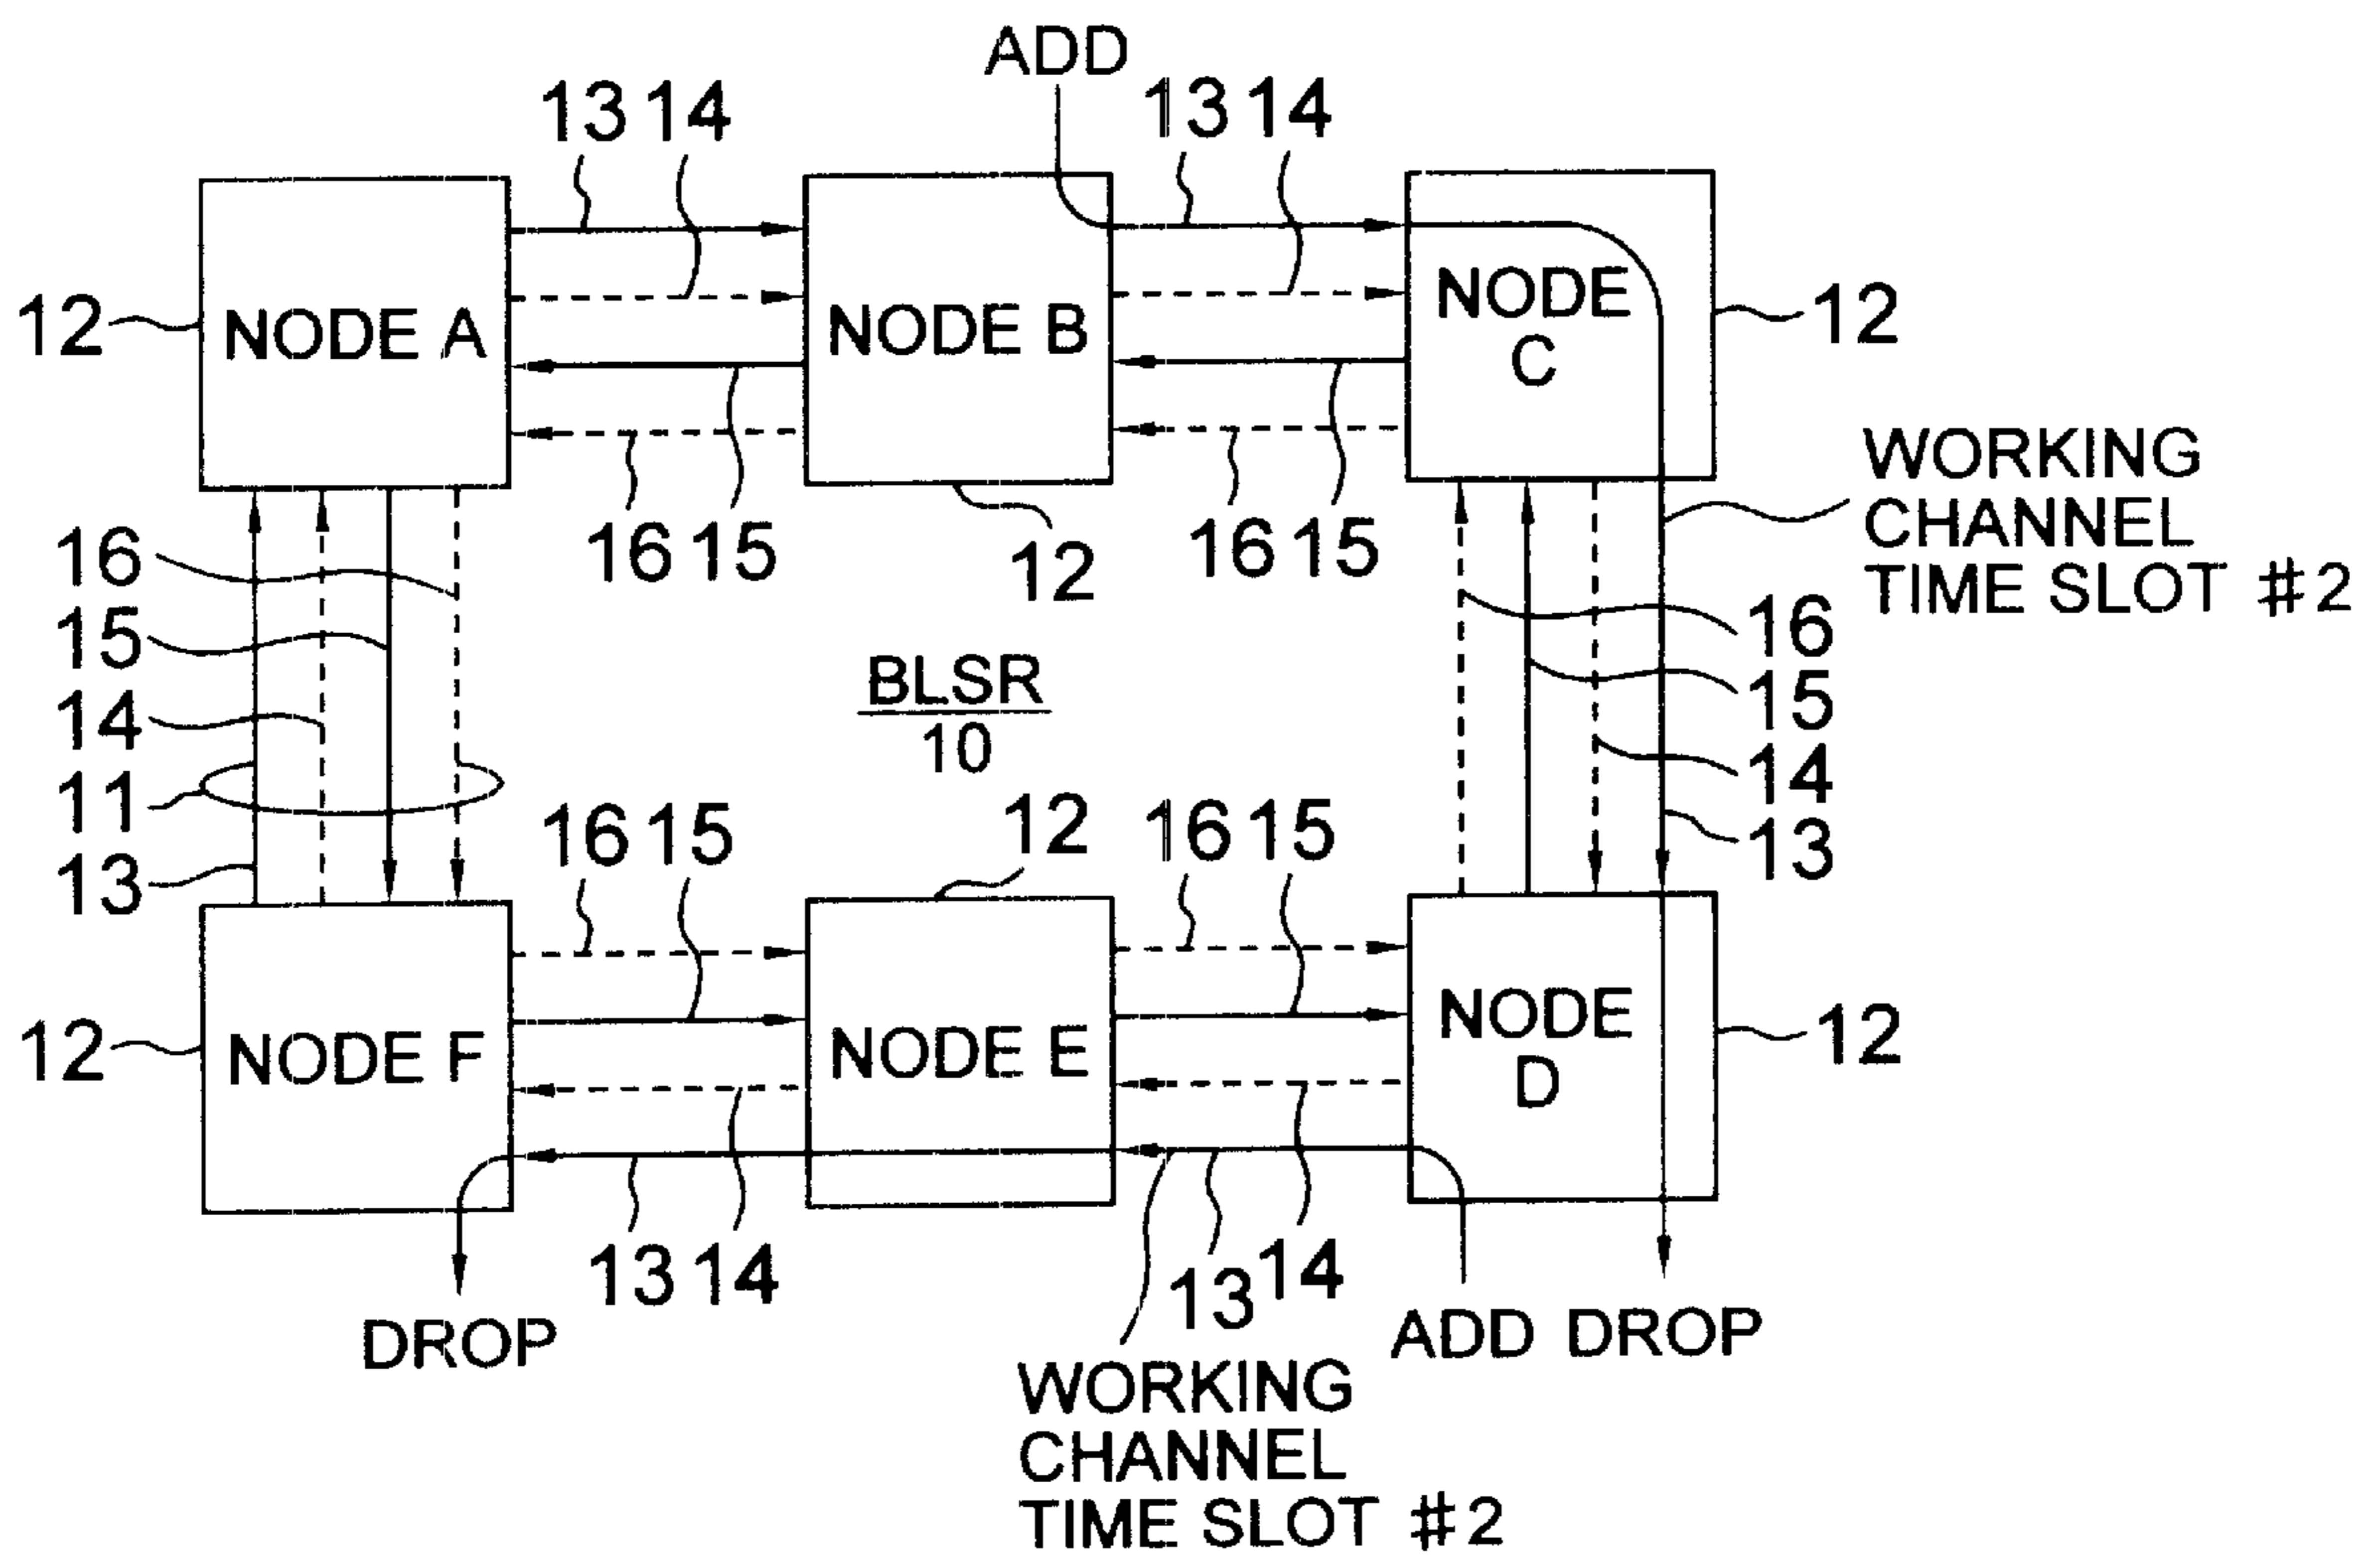 ADD
13 14
13 14
NODE A
NODE B
NODE
C
12
12
WORKING
CHANNEL
TIME SLOT #2
16 15
16 15
12
16
15
14
11
13
BLSR
10
16
15
14
13
16 15
12
16 15
NODE F
NODE E
NODE
D
12
12
13 14
13 14
DROP
ADD DROP
WORKING
CHANNEL
TIME SLOT #2